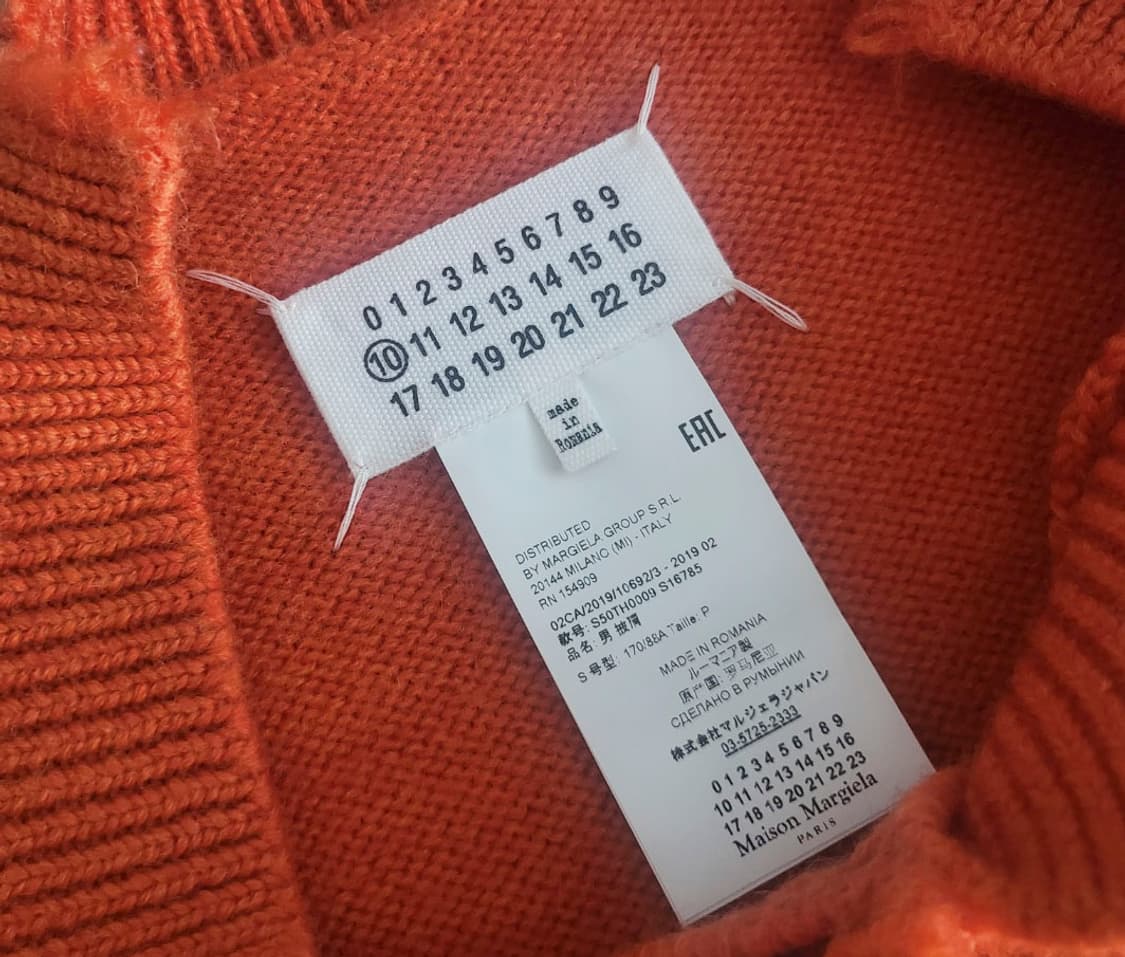 0 1 2 3 4 5 6 7 8 9
10 11 12 13 14 15 16
17 18 19 20 21 22 23
made
in
Romania
EAC
DISTRIBUTED
BY MARGIELA GROUP S.R.L.
20144 MILANO (MI) - ITALY
RN 154909
02CA/2019/10692/3 - 2019 02
款号: S50TH0009 S16785
品名: 男 披肩
S 号型: 170/88A Taille: P
MADE IN ROMANIA
ルーマニア製
原产国: 罗马尼亚
СДЕЛАНО В РУМЫНИИ
株式会社マルジェラジャパン
03-5725-2333
0 1 2 3 4 5 6 7 8 9
10 11 12 13 14 15 16
17 18 19 20 21 22 23
Maison Margiela
PARIS